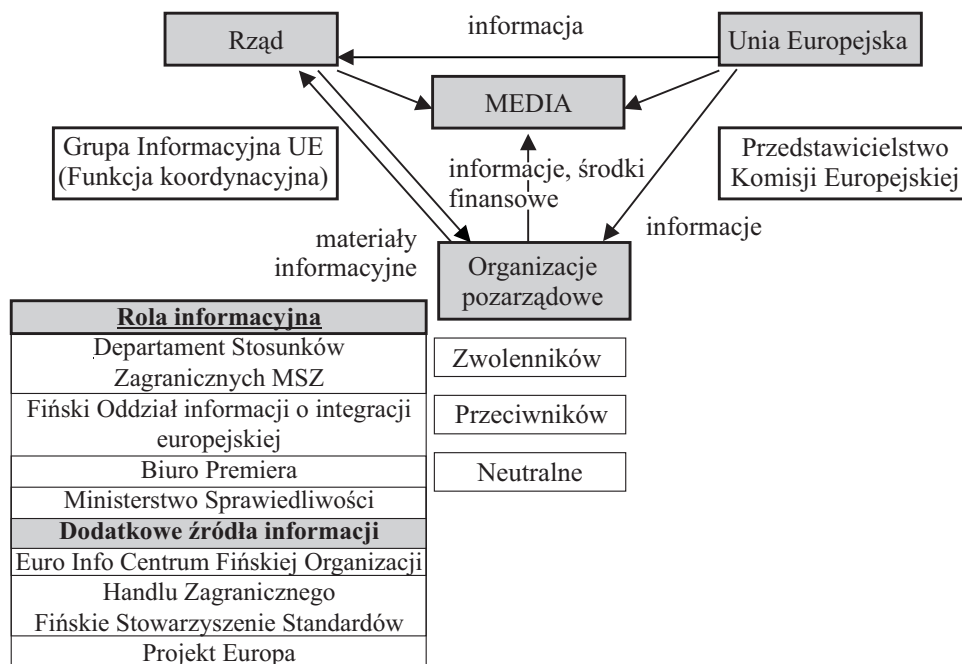 informacja
Rząd
Unia Europejska
MEDIA
Grupa Informacyjna UE
(Funkcja koordynacyjna)
informacje, środki
finansowe
Przedstawicielstwo
Komisji Europejskiej
materiały
informacyjne
informacje
Organizacje
pozarządowe
Rola informacyjna
Departament Stosunków
Zagranicznych MSZ
Fiński Oddział informacji o integracji
europejskiej
Biuro Premiera
Ministerstwo Sprawiedliwości
Dodatkowe źródła informacji
Euro Info Centrum Fińskiej Organizacji
Handlu Zagranicznego
Fińskie Stowarzyszenie Standardów
Projekt Europa
Zwolenników
Przeciwników
Neutralne